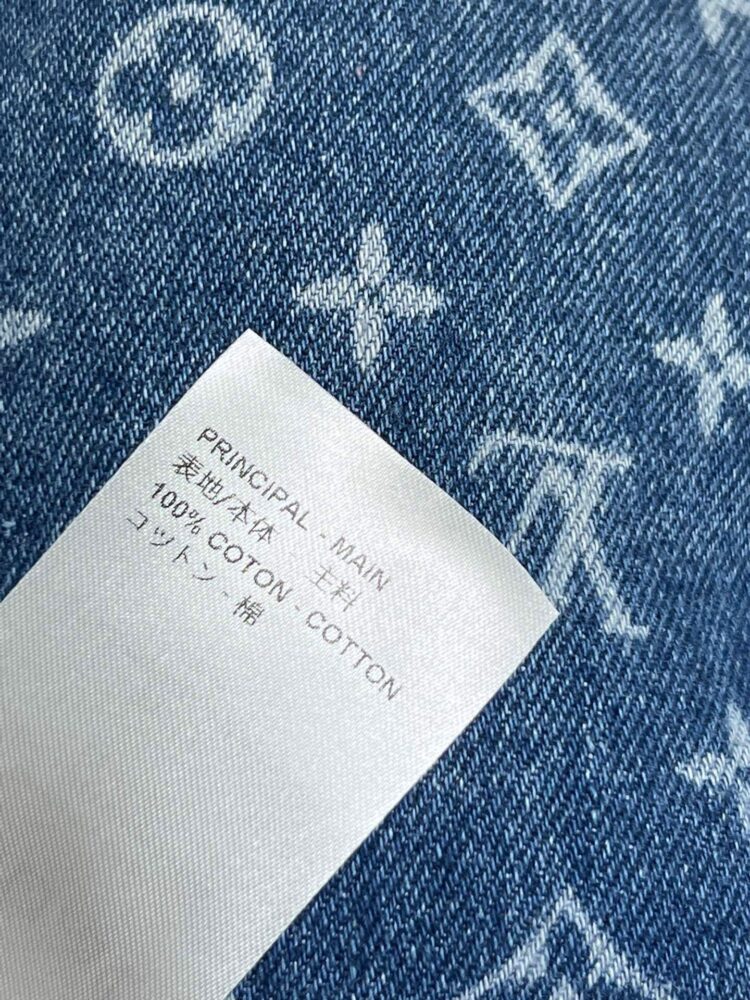 PRINCIPAL - MAIN
表地/本体 - 主料
100% COTON - COTTON
コットン - 棉